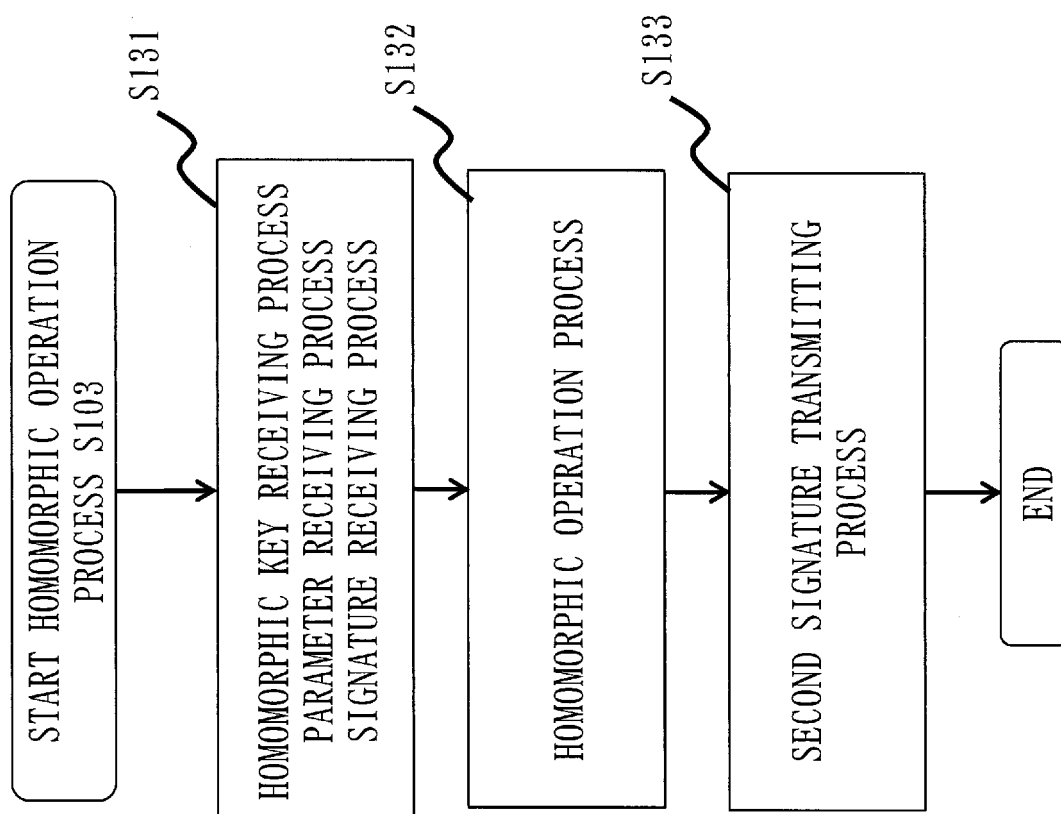 START HOMOMORPHIC OPERATION
PROCESS S103
S131
HOMOMORPHIC KEY RECEIVING PROCESS
PARAMETER RECEIVING PROCESS
SIGNATURE RECEIVING PROCESS
S132
HOMOMORPHIC OPERATION PROCESS
S133
SECOND SIGNATURE TRANSMITTING
PROCESS
END